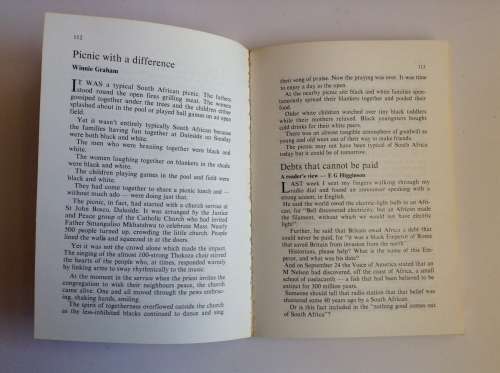 112
Picnic with a difference
Winnie Graham
IT WAS a typical South African picnic. The fathers
stood round the open fires grilling meat. The women
gossiped together under the trees and the children either
splashed about in the pool or played ball games on an open
field.
Yet it wasn't entirely typically South African because
the families having fun together at Daleside on Sunday
were both black and white.
The men who were braaing together were black and
white.
The women laughing together on blankets in the shade
were black and white.
The children playing games in the pool and field were
black and white.
They had come together to share a picnic lunch and —
without much ado — were doing just that.
The picnic, in fact, had started with a church service at
St John Bosco, Daleside. It was arranged by the Justice
and Peace group of the Catholic Church who had invited
Father Smangaliso Mkhatshwa to celebrate Mass. Nearly
500 people turned up, crowding the little church. People
lined the walls and squeezed in at the doors.
Yet it was not the crowd alone which made the impact.
The singing of the almost 100-strong Thokoza choir stirred
the hearts of the people who, at times, responded warmly
by linking arms to sway rhythmically to the music.
At the moment in the service when the priest invites the
congregation to wish their neighbours peace, the church
came alive. One and all moved through the pews embrac-
ing, shaking hands, smiling.
The spirit of togetherness overflowed outside the church
as the less-inhibited blacks continued to dance and sing
113
their song of praise. Now the praying was over. It was time
to enjoy a day in the open.
At the nearby picnic site black and white families spon-
taneously spread their blankets together and pooled their
food.
Older white children watched over tiny black toddlers
while their mothers relaxed. Black youngsters bought
cold drinks for their white pals.
There was an almost tangible atmosphere of goodwill as
young and old went out of their way to make friends.
The picnic may not have been typical of South Africa
today but it could be of tomorrow.
Debts that cannot be paid
A reader's view — E G Higginson
LAST week I sent my fingers walking through my
radio dial and found an announcer speaking with a
strong accent, in English.
He said the world owed the electric light bulb to an Afri-
can, for "Bell discovered electricity, but an African made
the filament, without which we would not have electric
light".
Further, he said that Britain owed Africa a debt that
could never be paid, for "it was a black Emperor of Rome
that saved Britain from invasion from the north".
Historians, please help! What is the name of this Em-
peror, and what was his date?
And on September 24 the Voice of America stated that an
M Nelson had discovered, off the coast of Africa, a small
school of coelacanth — a fish that had been believed to be
extinct for 300 million years.
Someone should tell that radio station that that belief was
shattered some 40 years ago by a South African.
Or is this fact included in the "nothing good comes out
of South Africa"?